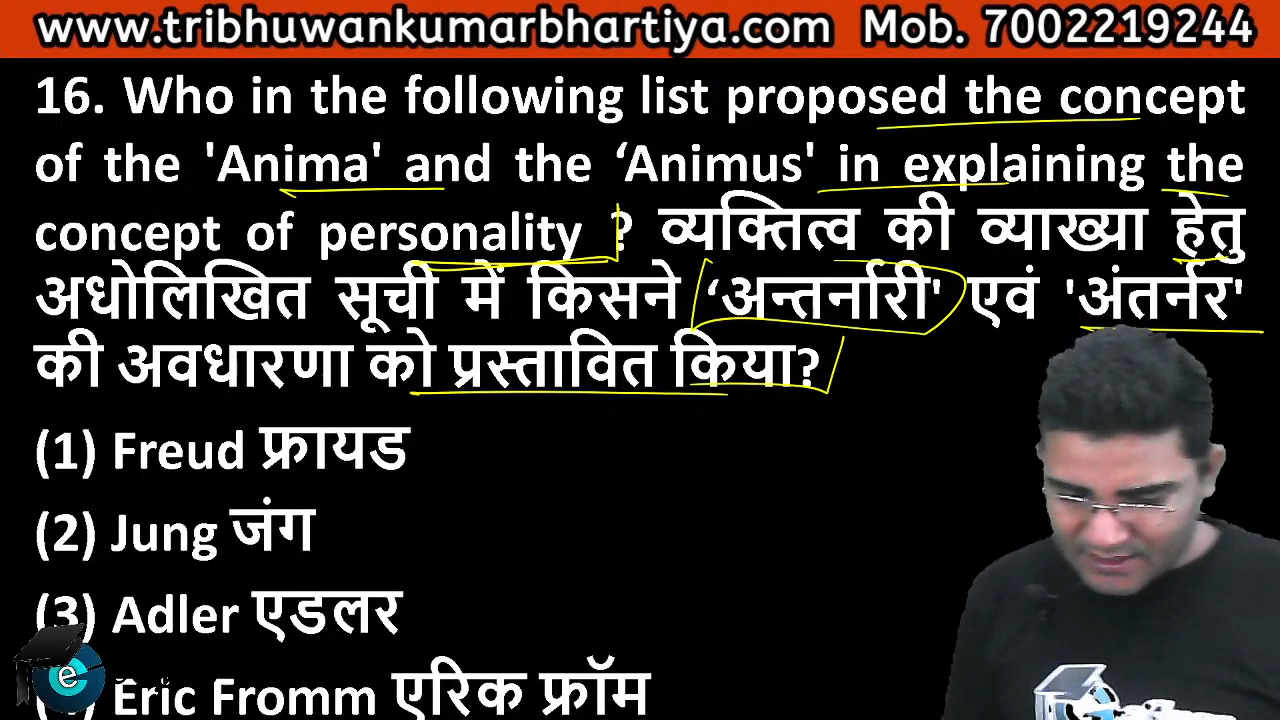 www.tribhuwankumarbhartiya.com Mob. 7002219244
16. Who in the following list proposed the concept
of the 'Anima' and the ‘Animus' in explaining the
concept of personality ? व्यक्तित्व की व्याख्या हेतु
अधोलिखित सूची में किसने ‘अन्तर्नारी' एवं 'अंतर्नर'
की अवधारणा को प्रस्तावित किया?
(1) Freud फ्रायड
(2) Jung जंग
(3) Adler एडलर
Eric Fromm एरिक फ्रॉम
e